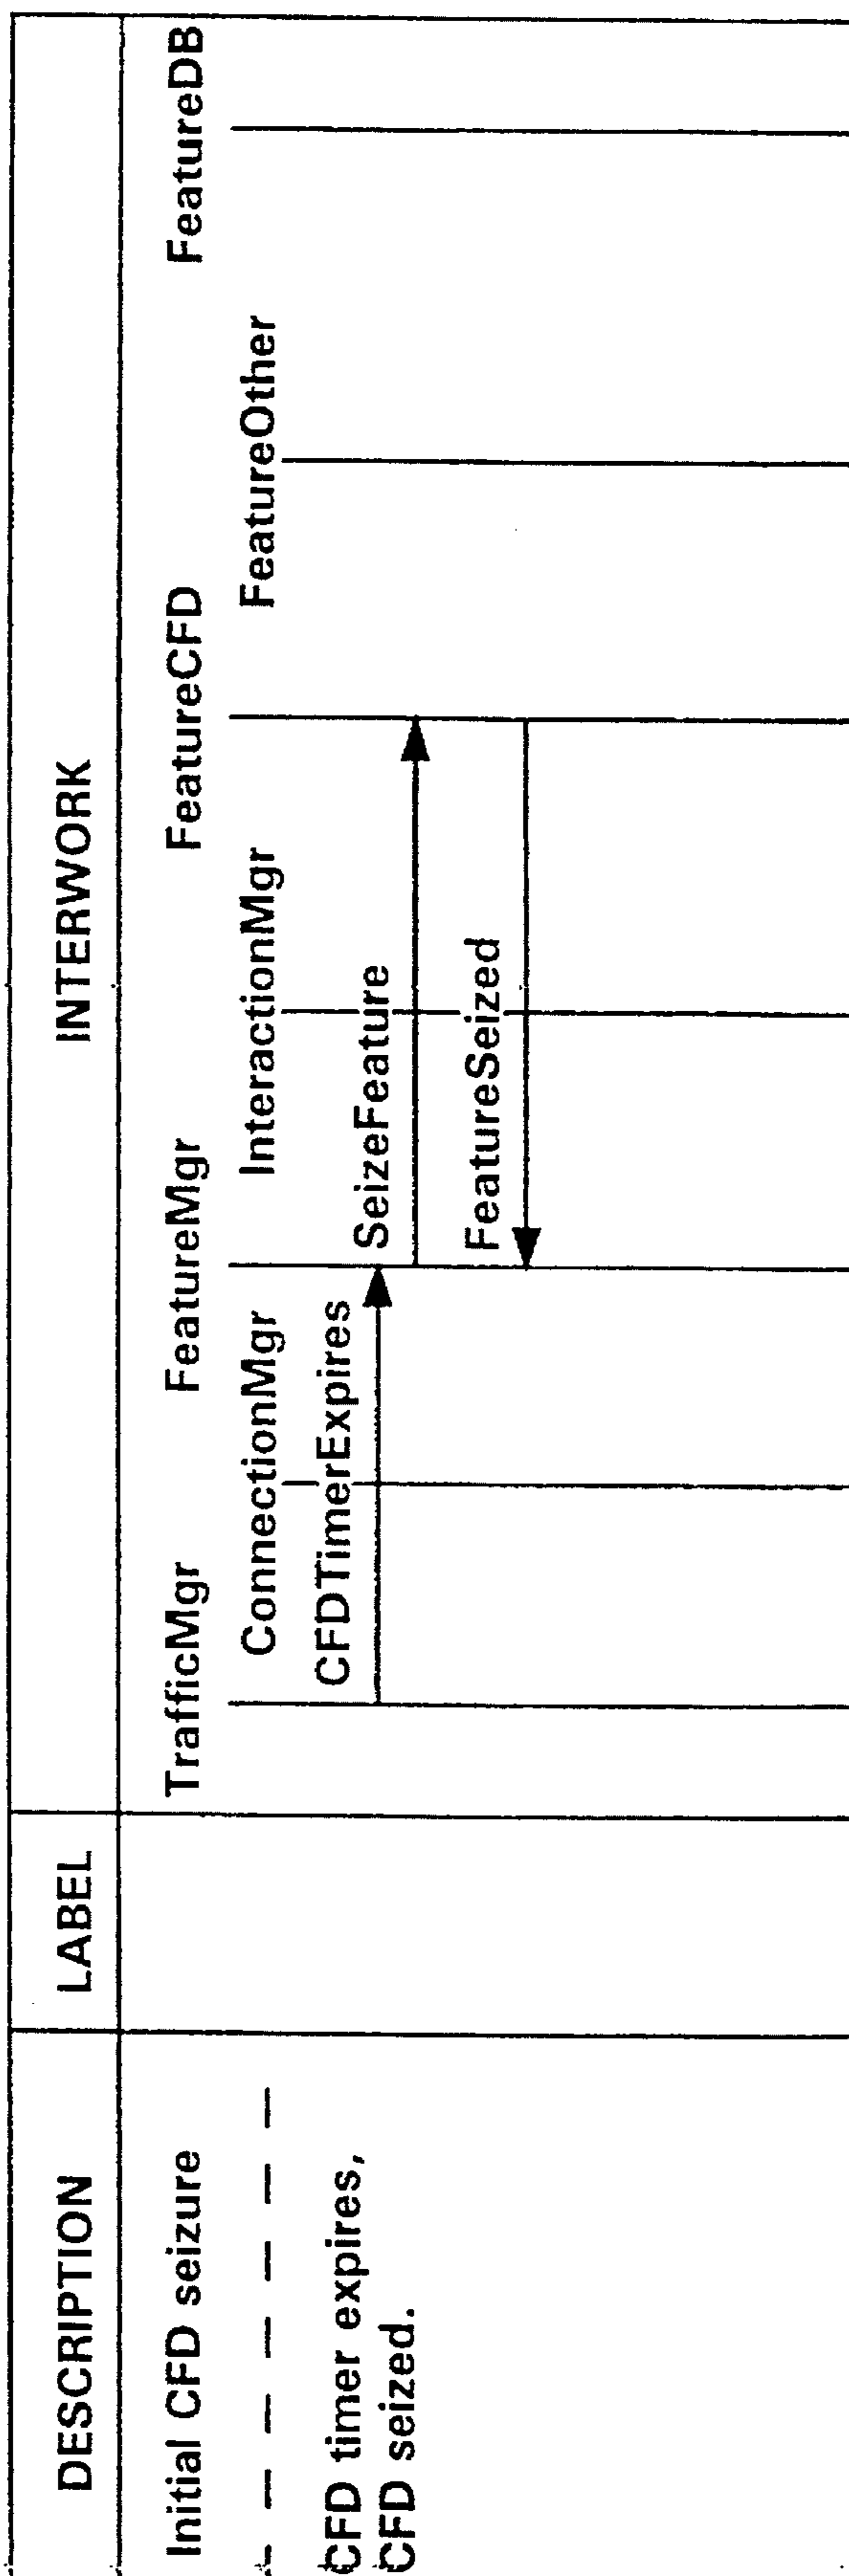 DESCRIPTION
LABEL
INTERWORK
Initial CFD seizure
TrafficMgr
FeatureMgr
FeatureCFD
FeatureDB
ConnectionMgr
InteractionMgr
FeatureOther
CFD timer expires,
CFD seized.
CFDTimerExpires
SeizeFeature
FeatureSeized